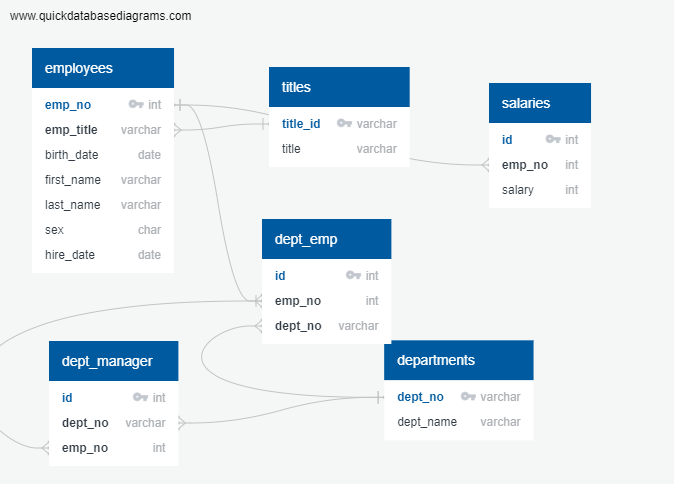 www.quickdatabasediagrams.com
employees
emp_no int
emp_title varchar
birth_date date
first_name varchar
last_name varchar
sex char
hire_date date
titles
title_id varchar
title varchar
salaries
id int
emp_no int
salary int
dept_emp
id int
emp_no int
dept_no varchar
dept_manager
id int
dept_no varchar
emp_no int
departments
dept_no varchar
dept_name varchar